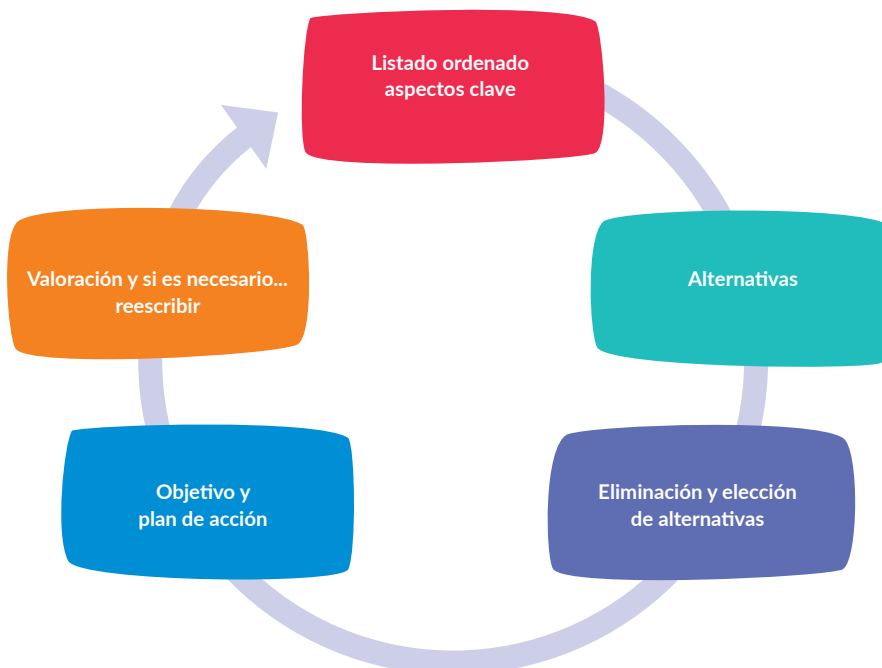 Listado ordenado
aspectos clave
Alternativas
Eliminación y elección
de alternativas
Objetivo y
plan de acción
Valoración y si es necesario...
reescribir